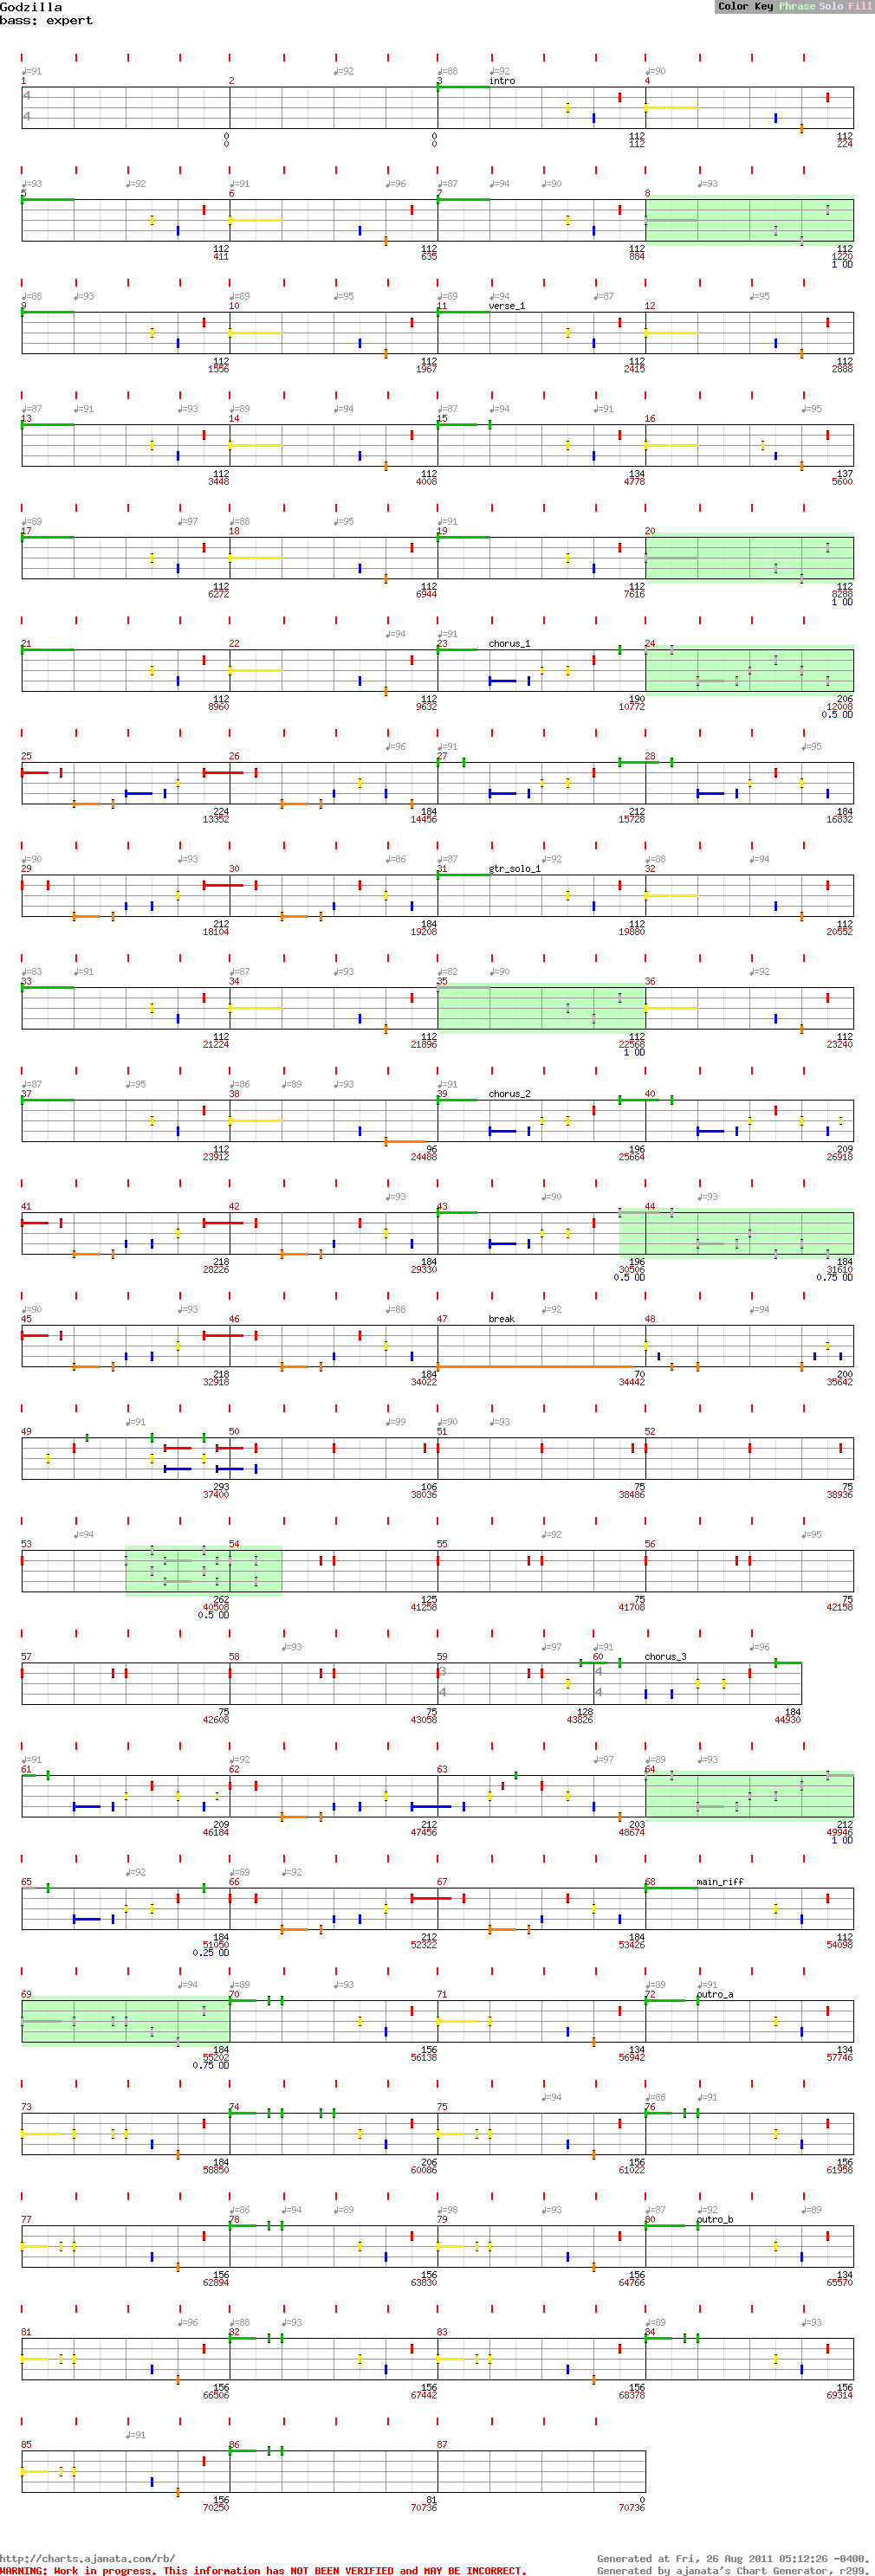 Godzilla
Color Key Phrase Solo Fill
bass: expert
♩=91 ♩=92 ♩=88 ♩=92 ♩=90
1 2 3 intro 4
4
4
0 0 112 112
0 0 112 224
♩=93 ♩=92 ♩=91 ♩=96 ♩=87 ♩=94 ♩=90 ♩=93
5 6 7 8
112 112 112 112
411 635 884 1220
1 OD
♩=88 ♩=93 ♩=89 ♩=95 ♩=89 ♩=94 ♩=87 ♩=95
9 10 11 verse_1 12
112 112 112 112
1556 1967 2415 2888
♩=87 ♩=91 ♩=93 ♩=89 ♩=94 ♩=87 ♩=94 ♩=91 ♩=95
13 14 15 16
112 112 134 137
3448 4008 4778 5600
♩=89 ♩=97 ♩=88 ♩=95 ♩=91
17 18 19 20
112 112 112 112
6272 6944 7616 8288
1 OD
♩=94 ♩=91
21 22 23 chorus_1 24
112 112 190 206
8960 9632 10772 12008
0.5 OD
♩=96 ♩=91 ♩=95
25 26 27 28
224 184 212 184
13352 14456 15728 16832
♩=90 ♩=93 ♩=86 ♩=87 ♩=92 ♩=88 ♩=94
29 30 31 gtr_solo_1 32
212 184 112 112
18104 19208 19880 20552
♩=83 ♩=91 ♩=87 ♩=93 ♩=82 ♩=90 ♩=92
33 34 35 36
112 112 112 112
21224 21896 22568 23240
1 OD
♩=87 ♩=95 ♩=86 ♩=89 ♩=93 ♩=91
37 38 39 chorus_2 40
112 96 196 209
23912 24488 25664 26918
♩=93 ♩=90 ♩=93
41 42 43 44
218 184 196 184
28226 29330 30506 31610
0.5 OD 0.75 OD
♩=90 ♩=93 ♩=88 ♩=92 ♩=94
45 46 47 break 48
218 184 70 200
32918 34022 34442 35642
♩=91 ♩=99 ♩=90 ♩=93
49 50 51 52
293 106 75 75
37400 38036 38486 38936
♩=94 ♩=92 ♩=95
53 54 55 56
262 125 75 75
40508 41258 41708 42158
0.5 OD
♩=93 ♩=97 ♩=91 ♩=96
57 58 59 60 chorus_3
3 4
4 4
75 75 128 184
42608 43058 43826 44930
♩=91 ♩=92 ♩=97 ♩=89 ♩=93
61 62 63 64
209 212 203 212
46184 47456 48674 49946
1 OD
♩=92 ♩=89 ♩=92
65 66 67 68 main_riff
184 212 184 112
51050 52322 53426 54098
0.25 OD
♩=94 ♩=89 ♩=93 ♩=89 ♩=91
69 70 71 72 outro_a
184 156 134 134
55202 56138 56942 57746
0.75 OD
♩=94 ♩=86 ♩=91
73 74 75 76
184 206 156 156
58850 60086 61022 61958
♩=86 ♩=94 ♩=89 ♩=98 ♩=93 ♩=87 ♩=92 ♩=89
77 78 79 80 outro_b
156 156 156 134
62894 63830 64766 65570
♩=96 ♩=88 ♩=93 ♩=89 ♩=93
81 82 83 84
156 156 156 156
66506 67442 68378 69314
♩=91
85 86 87
156 81 0
70250 70736 70736
http://charts.ajanata.com/rb/
Generated at Fri, 26 Aug 2011 05:12:26 -0400.
WARNING: Work in progress. This information has NOT BEEN VERIFIED and MAY BE INCORRECT.
Generated by ajanata's Chart Generator, r299.